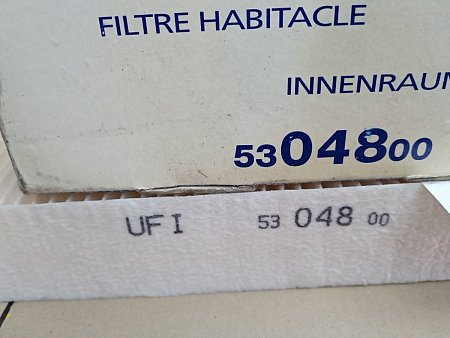 FILTRE HABITACLE
INNENRAUM
53 048 00
UFI 53 048 00